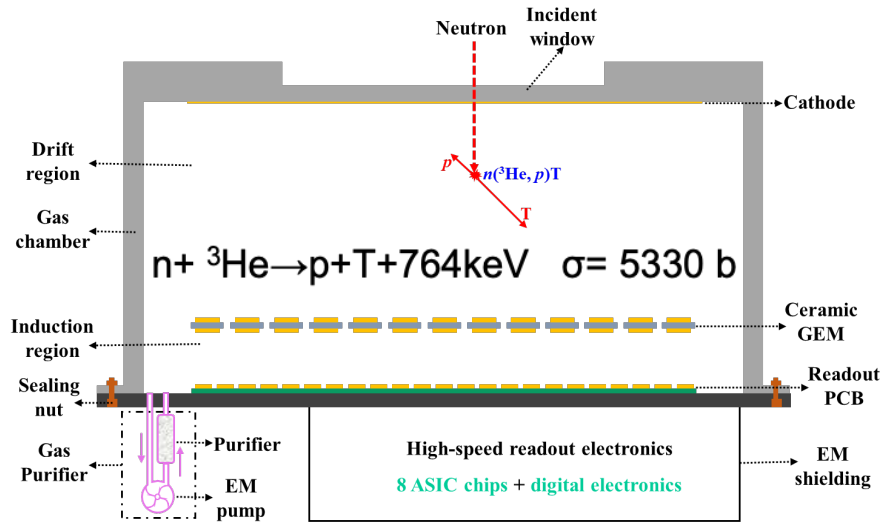 Neutron
Incident
window
Cathode
Drift
region
p
n(³He, p)T
T
Gas
chamber
n+ ³He→p+T+764keV σ= 5330 b
Ceramic
GEM
Induction
region
Readout
PCB
Sealing
nut
Gas
Purifier
Purifier
EM
pump
High-speed readout electronics
8 ASIC chips + digital electronics
EM
shielding